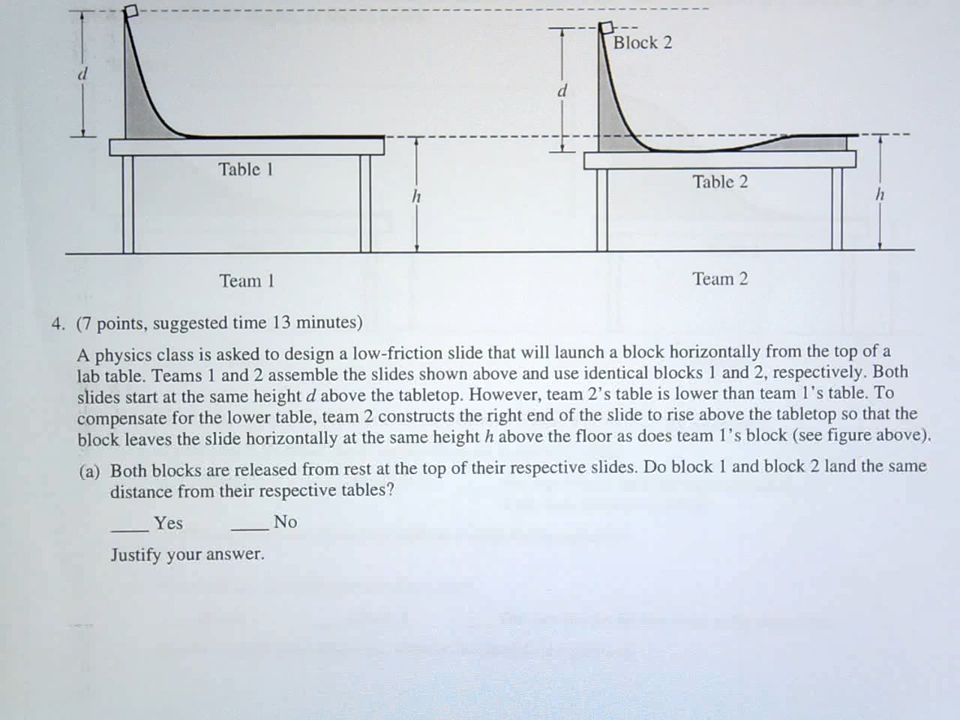 d
Block 2
d
Table 1
h
Table 2
h
Team 1
Team 2
4. (7 points, suggested time 13 minutes)
A physics class is asked to design a low-friction slide that will launch a block horizontally from the top of a
lab table. Teams 1 and 2 assemble the slides shown above and use identical blocks 1 and 2, respectively. Both
slides start at the same height d above the tabletop. However, team 2's table is lower than team 1's table. To
compensate for the lower table, team 2 constructs the right end of the slide to rise above the tabletop so that the
block leaves the slide horizontally at the same height h above the floor as does team 1's block (see figure above).
(a) Both blocks are released from rest at the top of their respective slides. Do block 1 and block 2 land the same
distance from their respective tables?
____ Yes ____ No
Justify your answer.